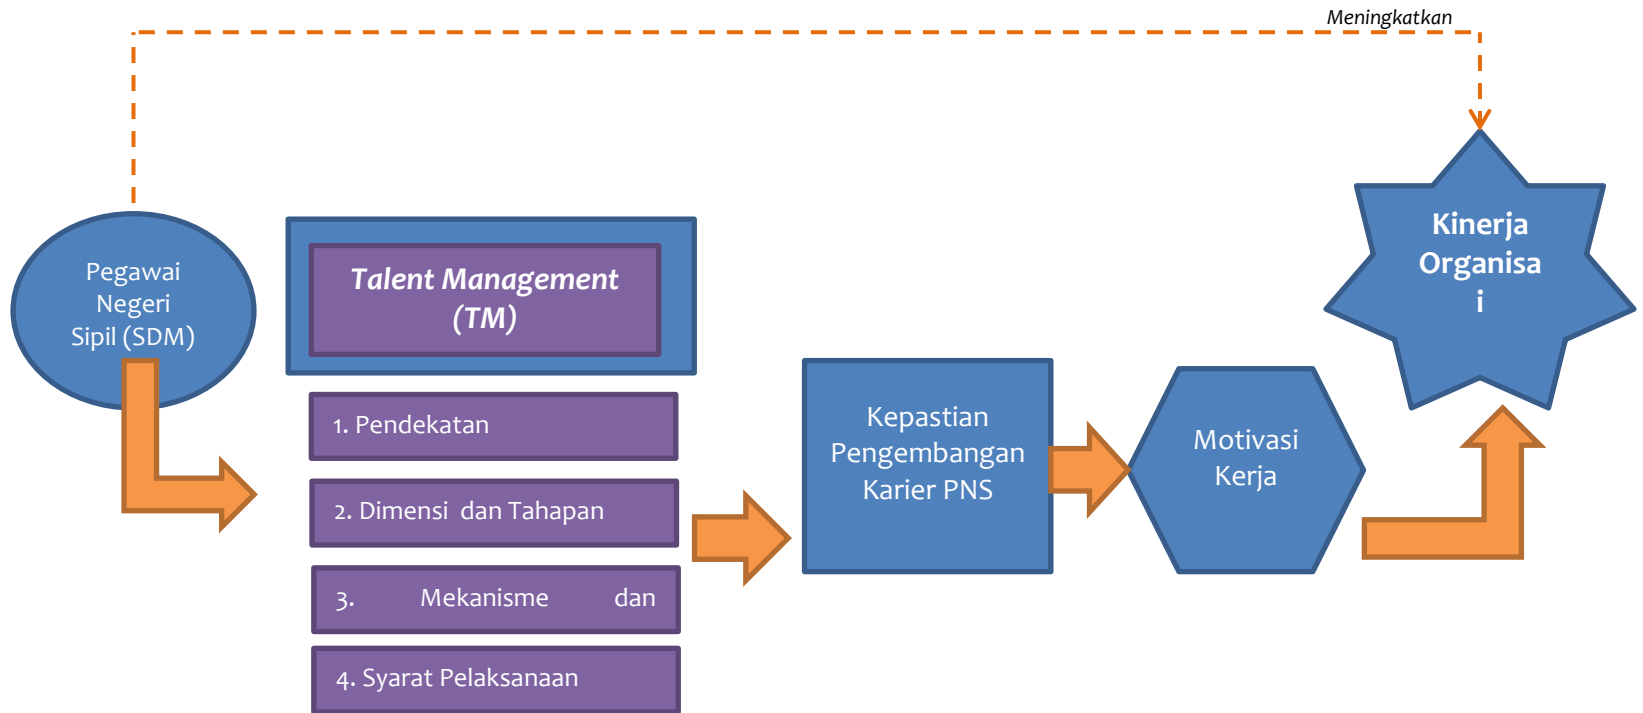 Meningkatkan
Pegawai
Negeri
Sipil (SDM)
Talent Management
(TM)
1. Pendekatan
2. Dimensi dan Tahapan
3. Mekanisme dan
4. Syarat Pelaksanaan
Kepastian
Pengembangan
Karier PNS
Motivasi
Kerja
Kinerja
Organisa
i